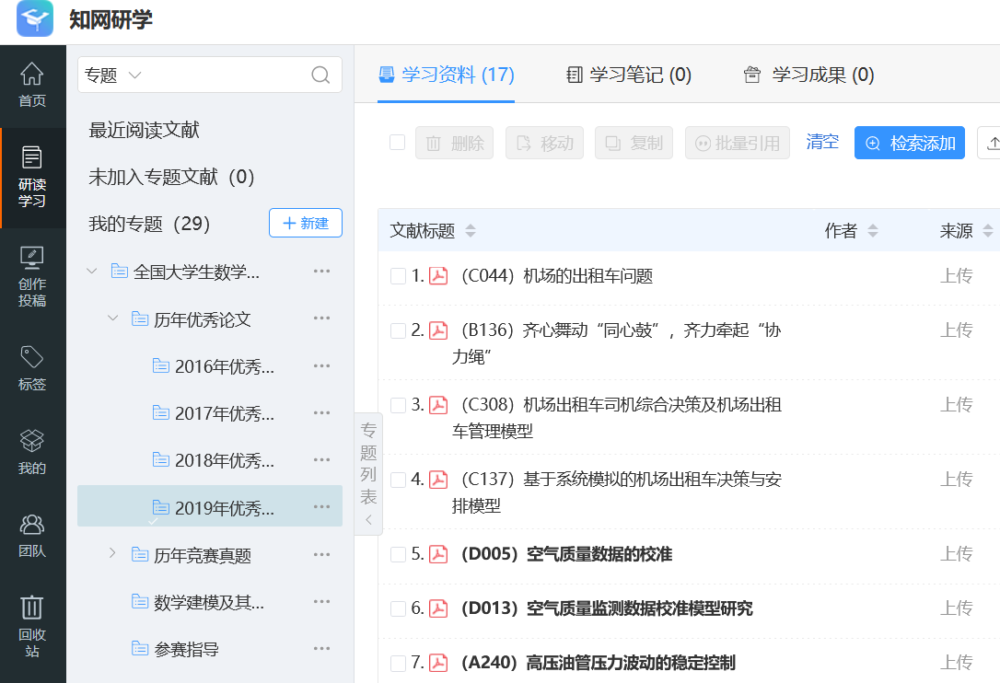 知网研学
首页
研读
学习
创作
投稿
标签
我的
团队
回收
站
专题
最近阅读文献
未加入专题文献（0）
我的专题（29）
新建
全国大学生数学...
历年优秀论文
2016年优秀...
2017年优秀...
2018年优秀...
2019年优秀...
历年竞赛真题
数学建模及其...
参赛指导
专
题
列
表
学习资料 (17) 学习笔记 (0) 学习成果 (0)
删除 移动 复制 批量引用 清空 检索添加
文献标题 作者 来源
1. （C044）机场的出租车问题 上传
2. （B136）齐心舞动“同心鼓”，齐力牵起“协 上传
力绳”
3. （C308）机场出租车司机综合决策及机场出租 上传
车管理模型
4. （C137）基于系统模拟的机场出租车决策与安 上传
排模型
5. （D005）空气质量数据的校准 上传
6. （D013）空气质量监测数据校准模型研究 上传
7. （A240）高压油管压力波动的稳定控制 上传